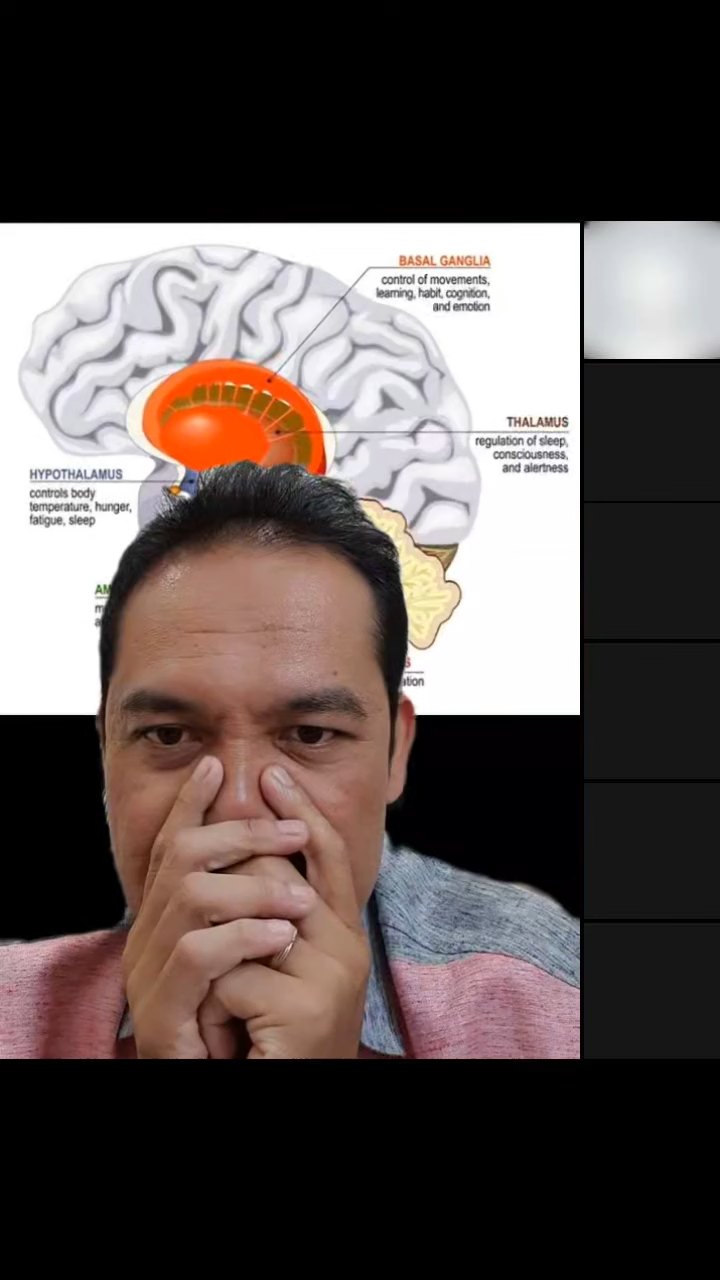 BASAL GANGLIA
control of movements,
learning, habit, cognition,
and emotion
THALAMUS
regulation of sleep,
consciousness,
and alertness
HYPOTHALAMUS
controls body
temperature, hunger,
fatigue, sleep